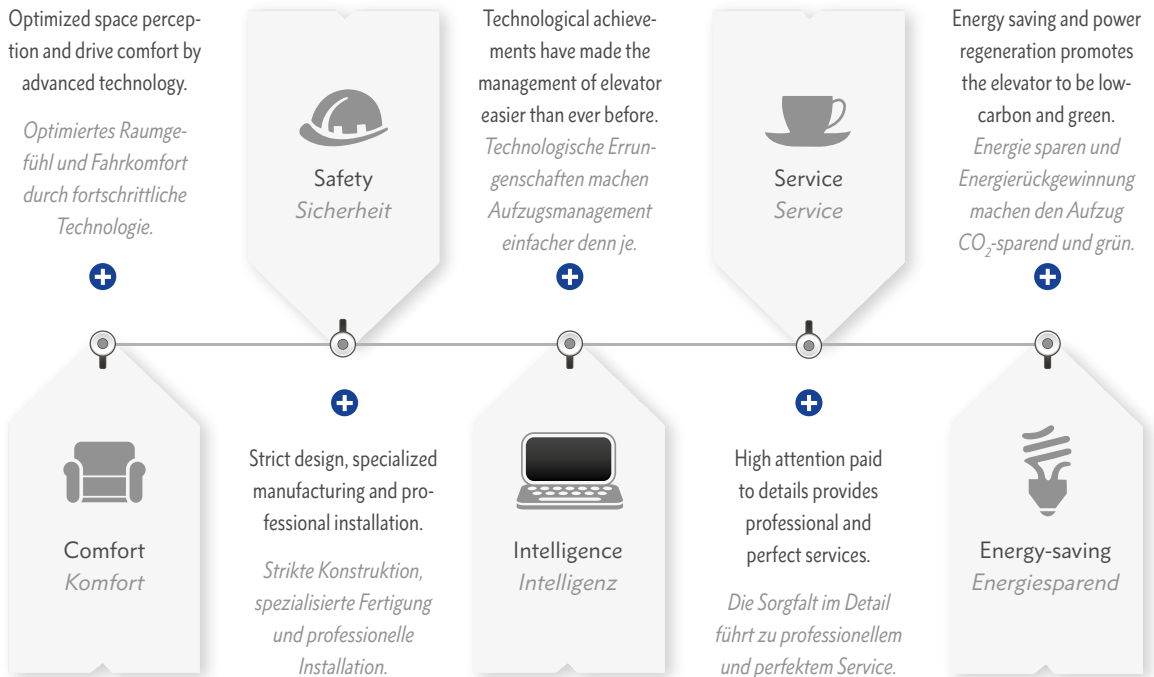 Optimized space percep-
tion and drive comfort by
advanced technology.
Optimiertes Raumge-
fühl und Fahrkomfort
durch fortschrittliche
Technologie.
Comfort
Komfort
Safety
Sicherheit
Strict design, specialized
manufacturing and pro-
fessional installation.
Strikte Konstruktion,
spezialisierte Fertigung
und professionelle
Installation.
Technological achieve-
ments have made the
management of elevator
easier than ever before.
Technologische Errun-
genschaften machen
Aufzugsmanagement
einfacher denn je.
Intelligence
Intelligenz
Service
Service
High attention paid
to details provides
professional and
perfect services.
Die Sorgfalt im Detail
führt zu professionellem
und perfektem Service.
Energy saving and power
regeneration promotes
the elevator to be low-
carbon and green.
Energie sparen und
Energierückgewinnung
machen den Aufzug
CO₂-sparend und grün.
Energy-saving
Energiesparend